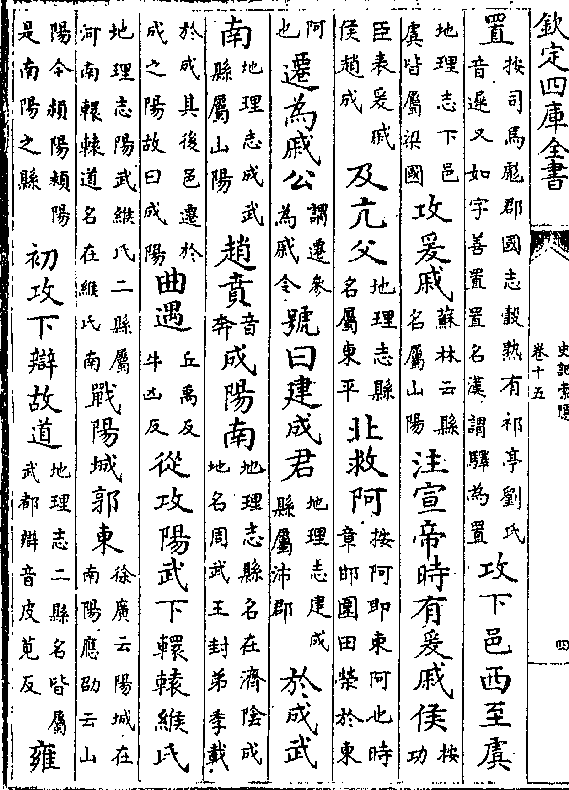 欽定四庫全書
史記索隱
卷十五
四
置按司馬彪郡國志穀熟有祁亭劉氏音遲又如字善置置名漢謂驛為置攻下邑西至虞
地理志下邑虞皆屬梁國攻爰戚蘇林云縣名屬山陽注宣帝時有爰戚侯按功
臣表爰戚侯趙成及亢父地理志縣名屬東平北救阿按阿即東阿也時章邯圍田榮於東
阿也遷為戚公謂遷參為戚令號曰建成君地理志建成縣屬沛郡於成武
南地理志成武縣屬山陽趙賁音奔成陽南地理志縣名在濟陰成地名周武王封弟季載
於成其後邑遷於成之陽故曰成陽曲遇丘禹反牛凶反從攻陽武下轘轅緱氏
地理志陽武緱氏二縣屬河南轘轅道名在緱氏南戰陽城郭東徐廣云陽城在南陽應劭云山
陽今頳陽頳陽是南陽之縣初攻下辯故道地理志二縣名皆屬武都辯音皮莧反雍